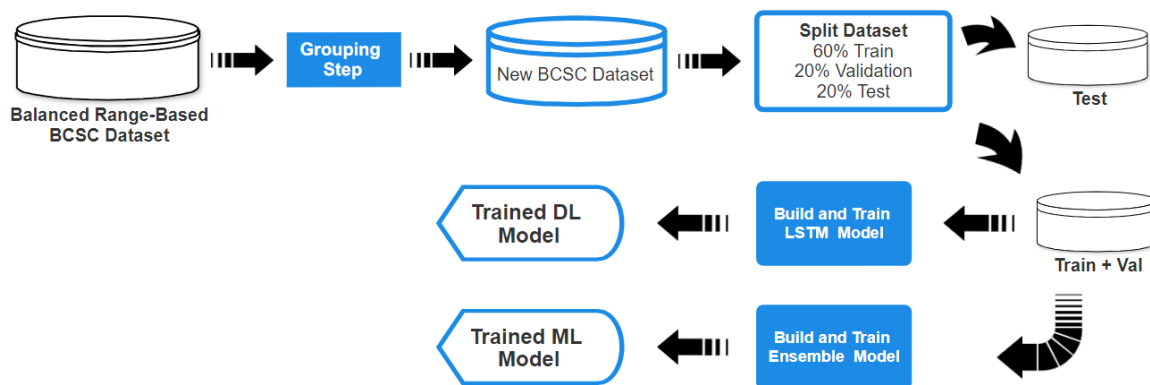 Balanced Range-Based
BCSC Dataset
Grouping
Step
New BCSC Dataset
Split Dataset
60% Train
20% Validation
20% Test
Test
Trained DL
Model
Build and Train
LSTM Model
Train + Val
Trained ML
Model
Build and Train
Ensemble Model